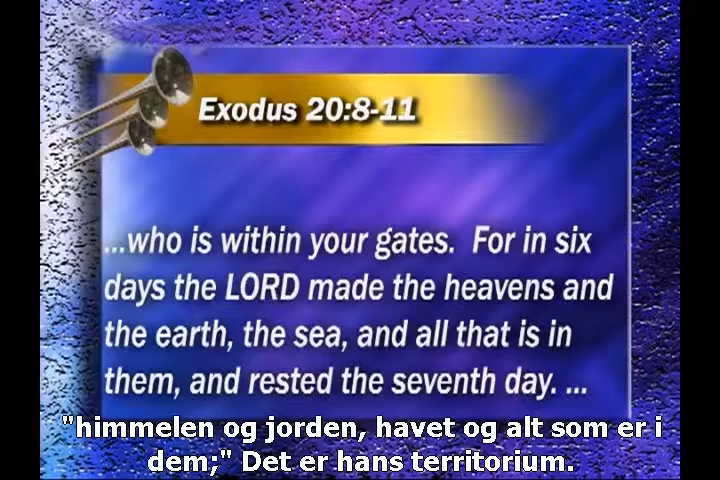 Exodus 20:8-11
...who is within your gates. For in six
days the LORD made the heavens and
the earth, the sea, and all that is in
them, and rested the seventh day. ...
"himmelen og jorden, havet og alt som er i
dem;" Det er hans territorium.